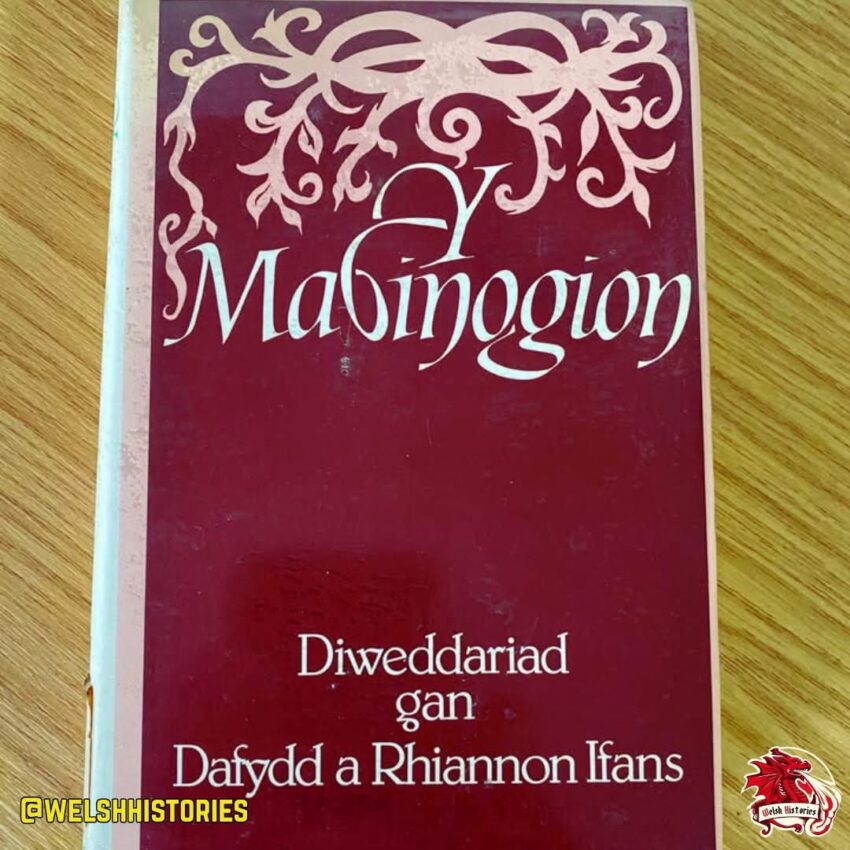 Y
Mabinogion
Diweddariad
gan
Dafydd a Rhiannon Ifans
@WELSHHISTORIES
Welsh Histories